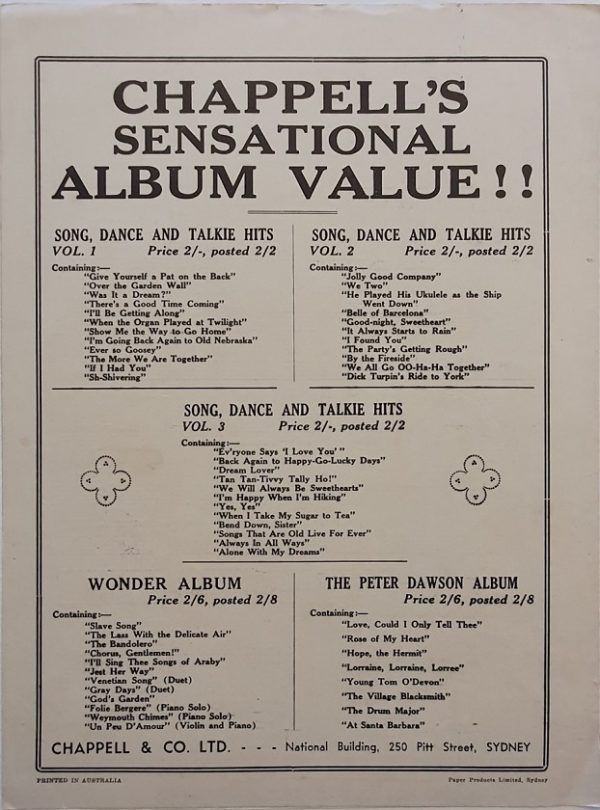 CHAPPELL'S
SENSATIONAL
ALBUM VALUE!!
SONG, DANCE AND TALKIE HITS
VOL. 1 Price 2/-, posted 2/2
Containing:—
"Give Yourself a Pat on the Back"
"Over the Garden Wall"
"Was It a Dream?"
"There's a Good Time Coming"
"I'll Be Getting Along"
"When the Organ Played at Twilight"
"Show Me the Way to Go Home"
"I'm Going Back Again to Old Nebraska"
"Ever so Goosey"
"The More We Are Together"
"If I Had You"
"Sh-Shivering"
SONG, DANCE AND TALKIE HITS
VOL. 2 Price 2/-, posted 2/2
Containing:—
"Jolly Good Company"
"We Two"
"He Played His Ukulele as the Ship
Went Down"
"Belle of Barcelona"
"Good-night, Sweetheart"
"It Always Starts to Rain"
"I Found You"
"The Party's Getting Rough"
"By the Fireside"
"We All Go OO-Ha-Ha Together"
"Dick Turpin's Ride to York"
SONG, DANCE AND TALKIE HITS
VOL. 3 Price 2/-, posted 2/2
Containing:—
"Ev'ryone Says 'I Love You'"
"Back Again to Happy-Go-Lucky Days"
"Dream Lover"
"Tan Tan-Tivvy Tally Ho!"
"We Will Always Be Sweethearts"
"I'm Happy When I'm Hiking"
"Yes, Yes"
"When I Take My Sugar to Tea"
"Bend Down, Sister"
"Songs That Are Old Live For Ever"
"Always In All Ways"
"Alone With My Dreams"
WONDER ALBUM
Price 2/6, posted 2/8
Containing:—
"Slave Song"
"The Lass With the Delicate Air"
"The Bandolero"
"Chorus, Gentlemen!"
"I'll Sing Thee Songs of Araby"
"Jest Her Way"
"Venetian Song" (Duet)
"Gray Days" (Duet)
"God's Garden"
"Folie Bergere" (Piano Solo)
"Weymouth Chimes" (Piano Solo)
"Un Peu D'Amour" (Violin and Piano)
THE PETER DAWSON ALBUM
Price 2/6, posted 2/8
Containing:—
"Love, Could I Only Tell Thee"
"Rose of My Heart"
"Hope, the Hermit"
"Lorraine, Lorraine, Lorree"
"Young Tom O'Devon"
"The Village Blacksmith"
"The Drum Major"
"At Santa Barbara"
CHAPPELL & CO. LTD. - - - National Building, 250 Pitt Street, SYDNEY
PRINTED IN AUSTRALIA
Paper Products Limited, Sydney